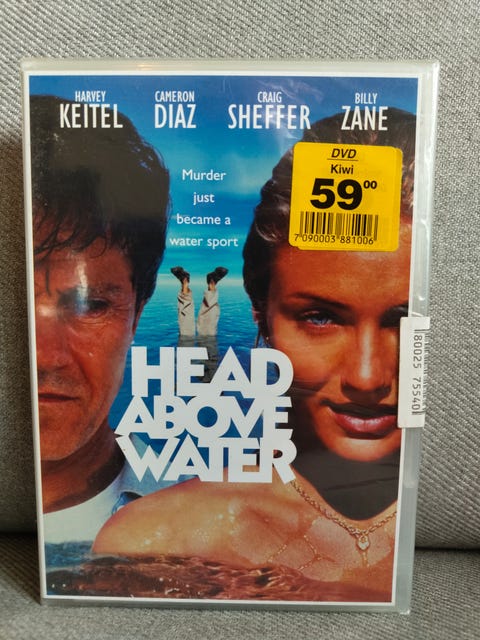 HARVEY KEITEL
CAMERON DIAZ
CRAIG SHEFFER
BILLY ZANE
Murder
just
became a
water sport
DVD
Kiwi
59.00
7 090003 881006
HEAD
ABOVE
WATER
80025 75540